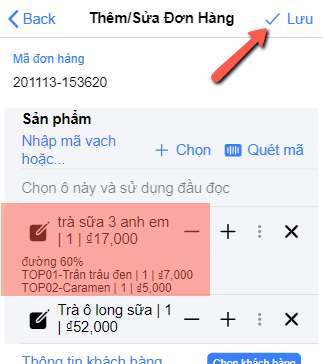 Back
Thêm/Sửa Đơn Hàng
Lưu
Mã đơn hàng
201113-153620
Sản phẩm
Nhập mã vạch
hoặc...
Chọn
Quét mã
Chọn ô này và sử dụng đầu đọc
trà sữa 3 anh em
| 1 | ₫17,000
đường 60%
TOP01-Trân trâu đen | 1 | ₫7,000
TOP02-Caramen | 1 | ₫5,000
Trà ô long sữa | 1
| ₫52,000
Thông tin khách hàng
Chọn khách hàng